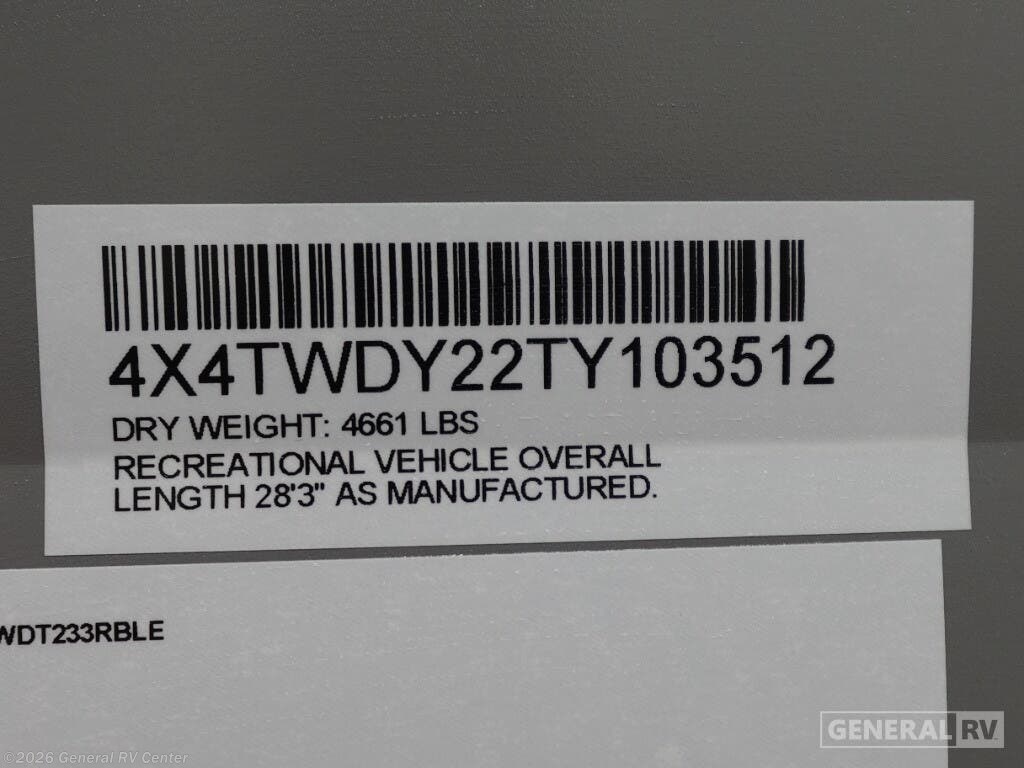 4X4TWDY22TY103512
DRY WEIGHT: 4661 LBS
RECREATIONAL VEHICLE OVERALL
LENGTH 28'3" AS MANUFACTURED.
WDT233RBLE
GENERAL RV
©2026 General RV Center